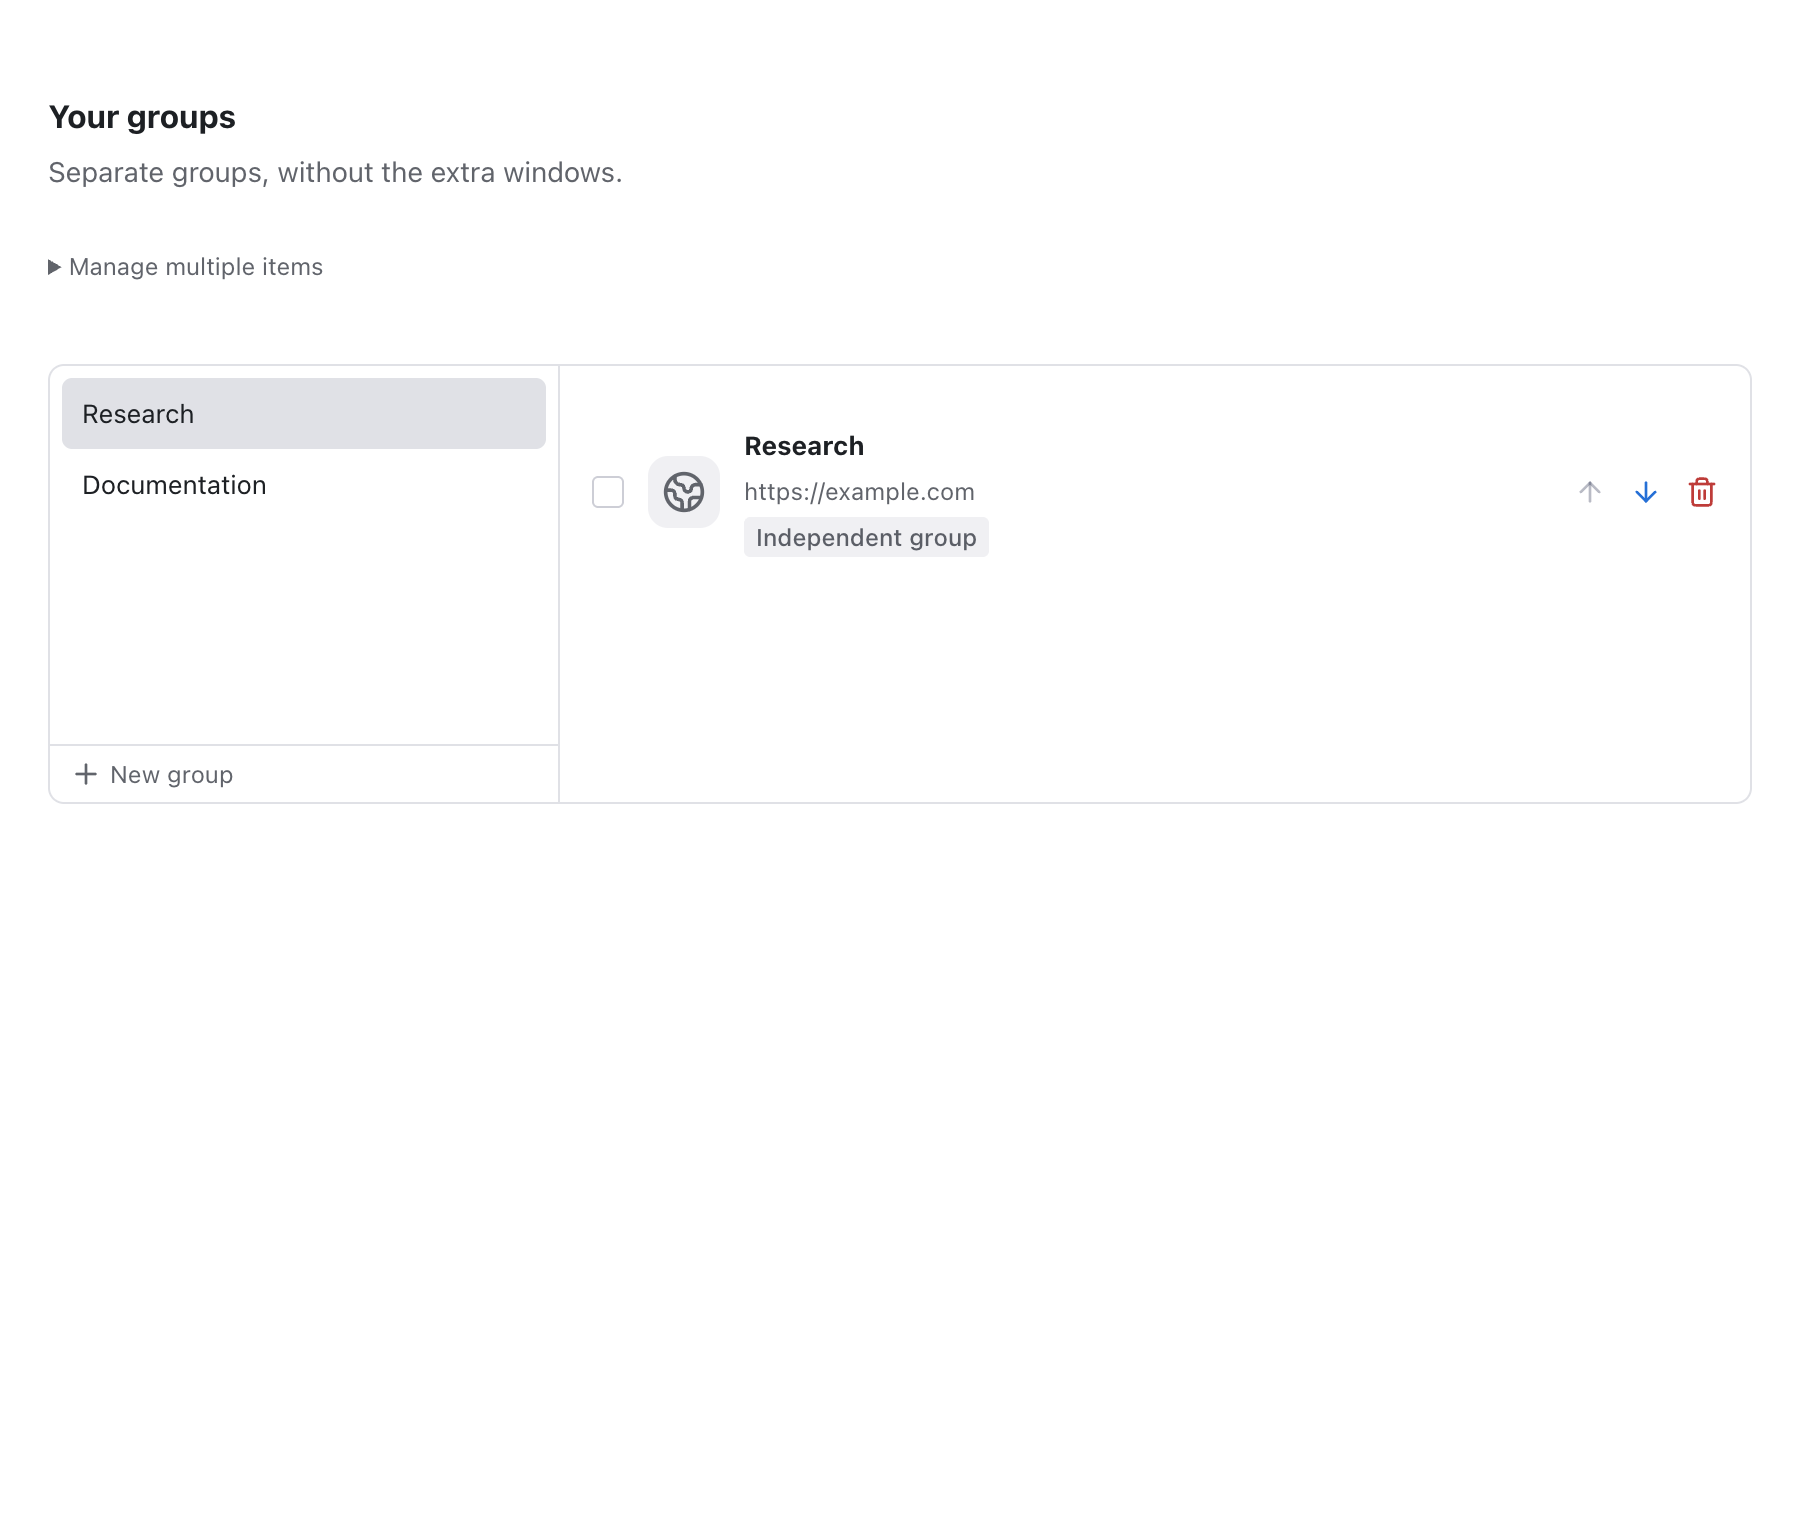 Your groups
Separate groups, without the extra windows.
Manage multiple items
Research
Documentation
New group
Research
https://example.com
Independent group